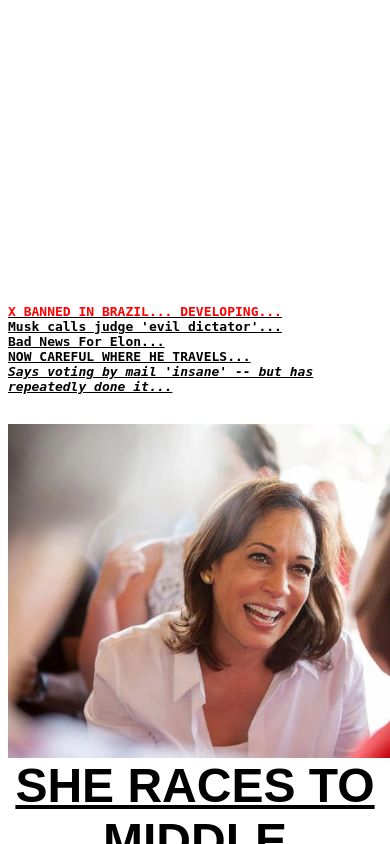 X BANNED IN BRAZIL... DEVELOPING...
Musk calls judge 'evil dictator'...
Bad News For Elon...
NOW CAREFUL WHERE HE TRAVELS...
Says voting by mail 'insane' -- but has
repeatedly done it...
SHE RACES TO
MIDDLE